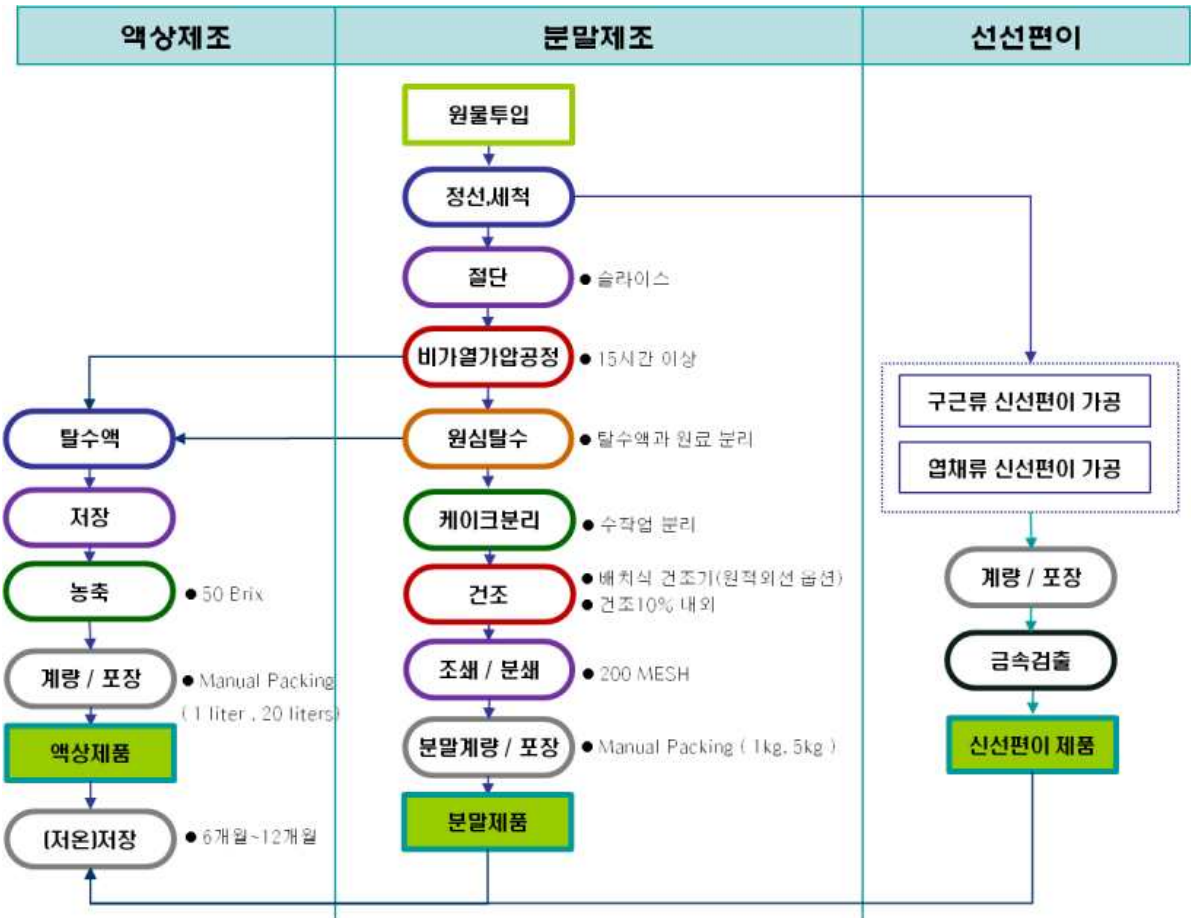 액상제조
분말제조
선선편이
원물투입
정선,세척
절단
● 슬라이스
비가열가압공정
● 15시간 이상
원심탈수
● 탈수액과 원료 분리
케이크분리
● 수작업 분리
건조
● 배치식 건조기(원적외선 옵션)
● 건조10% 내외
조쇄 / 분쇄
● 200 MESH
분말계량 / 포장
● Manual Packing ( 1kg, 5kg )
분말제품
탈수액
저장
농축
● 50 Brix
계량 / 포장
● Manual Packing
( 1 liter , 20 liters)
액상제품
(저온)저장
● 6개월~12개월
구근류 신선편이 가공
엽채류 신선편이 가공
계량 / 포장
금속검출
신선편이 제품